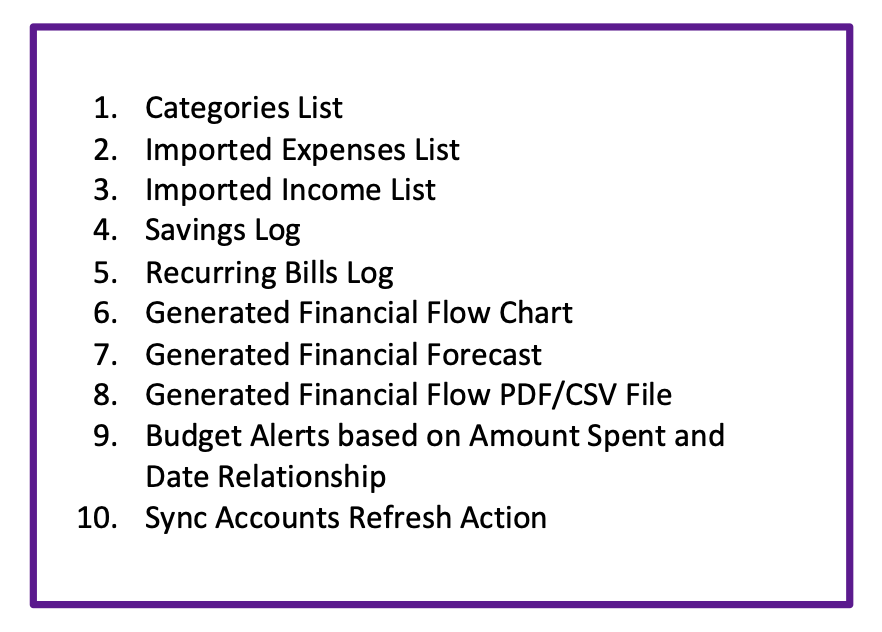 1. Categories List
2. Imported Expenses List
3. Imported Income List
4. Savings Log
5. Recurring Bills Log
6. Generated Financial Flow Chart
7. Generated Financial Forecast
8. Generated Financial Flow PDF/CSV File
9. Budget Alerts based on Amount Spent and
Date Relationship
10. Sync Accounts Refresh Action